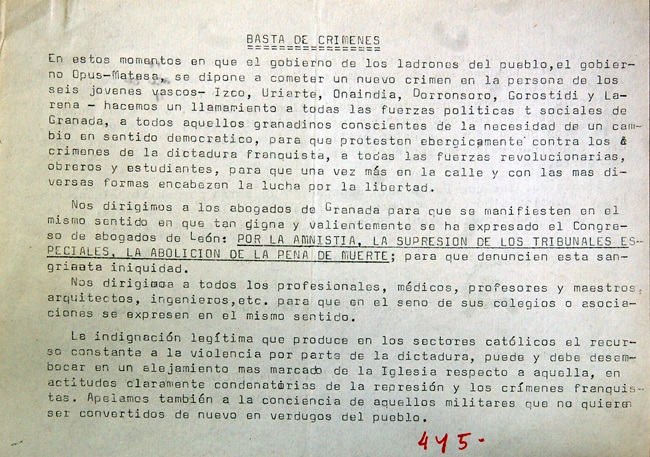 BASTA DE CRIMENES
En estos momentos en que el gobierno de los ladrones del pueblo,el gobier-
no Opus-Matesa, se dipone a cometer un nuevo crimen en la persona de los
seis jovenes vascos- Izco, Uriarte, Onaindia, Dorronsoro, Gorostidi y La-
rena - hacemos un llamamiento a todas las fuerzas politicas t sociales de
Granada, a todos aquellos granadinos conscientes de la necesidad de un cam-
bio en sentido democratico, para que protesten ebergicamente contra los &
crimenes de la dictadura franquista, a todas las fuerzas revolucionarias,
obreros y estudiantes, para que una vez más en la calle y con las mas di-
versas formas encabezen la lucha por la libertad.
Nos dirigimos a los abogados de Granada para que se manifiesten en el
mismo sentido en que tan digna y valientemente se ha expresado el Congre-
so de abogados de León: POR LA AMNISTIA, LA SUPRESION DE LOS TRIBUNALES ES-
PECIALES, LA ABOLICION DE LA PENA DE MUERTE; para que denuncien esta san-
grienta iniquidad.
Nos dirigimos a todos los profesionales, médicos, profesores y maestros,
arquitectos, ingenieros,etc. para que en el seno de sus colegios o asocia-
ciones se expresen en el mismo sentido.
La indignación legítima que produce en los sectores católicos el recur-
so constante a la violencia por parte de la dictadura, puede y debe desem-
bocar en un alejamiento mas marcado de la Iglesia respecto a aquella, en
actitudes claramente condenatórias de la represión y los crímenes franquis-
tas. Apelamos también a la conciencia de aquellos militares que no quieren
ser convertidos de nuevo en verdugos del pueblo.
445-